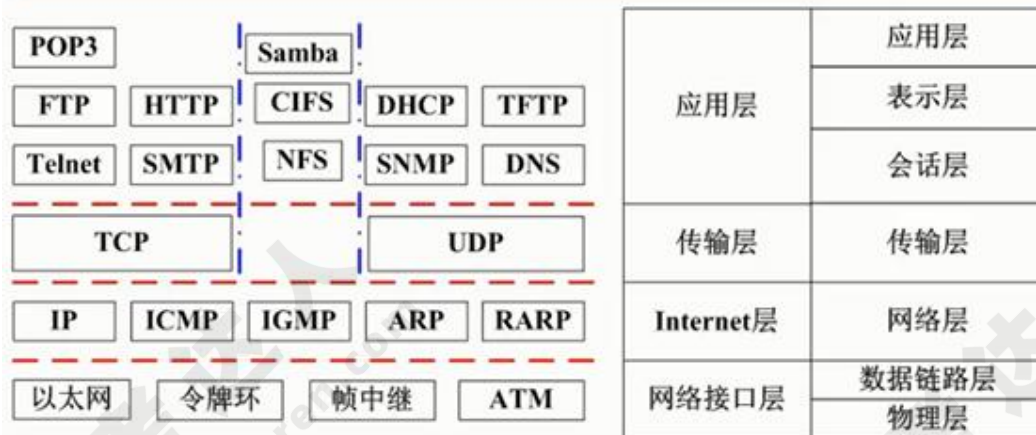 POP3
Samba
FTP HTTP CIFS DHCP TFTP
Telnet SMTP NFS SNMP DNS
TCP UDP
IP ICMP IGMP ARP RARP
以太网 令牌环 帧中继 ATM
应用层 应用层
表示层
会话层
传输层 传输层
Internet层 网络层
网络接口层 数据链路层
物理层